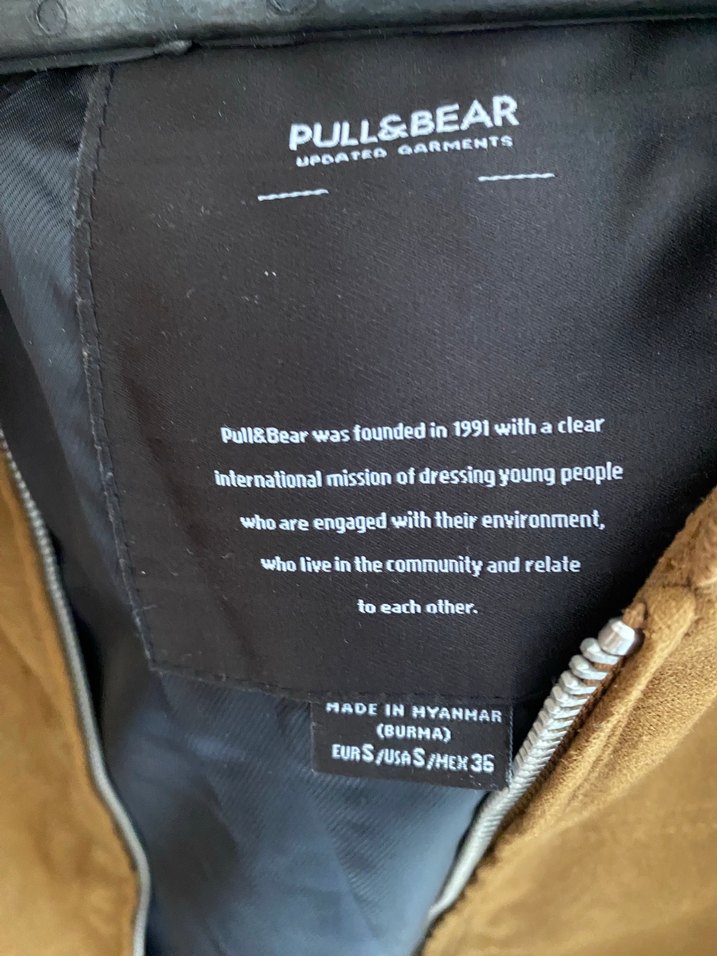 PULL&BEAR
UPDATED GARMENTS
Pull&Bear was founded in 1991 with a clear
international mission of dressing young people
who are engaged with their environment,
who live in the community and relate
to each other.
MADE IN MYANMAR
(BURMA)
EUR S/USA S/MEX 36